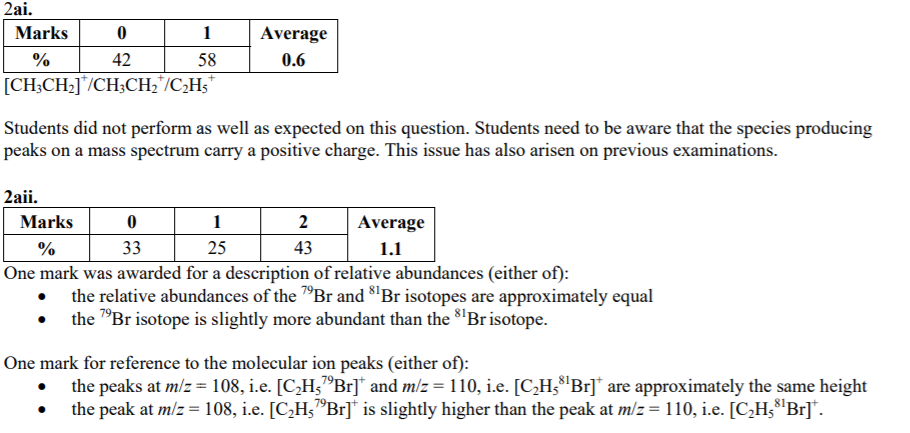 2ai.
Marks 0 1 Average
% 42 58 0.6
[CH₃CH₂]⁺/CH₃CH₂⁺/C₂H₅⁺
Students did not perform as well as expected on this question. Students need to be aware that the species producing
peaks on a mass spectrum carry a positive charge. This issue has also arisen on previous examinations.
2aii.
Marks 0 1 2 Average
% 33 25 43 1.1
One mark was awarded for a description of relative abundances (either of):
• the relative abundances of the ⁷⁹Br and ⁸¹Br isotopes are approximately equal
• the ⁷⁹Br isotope is slightly more abundant than the ⁸¹Br isotope.
One mark for reference to the molecular ion peaks (either of):
• the peaks at m/z = 108, i.e. [C₂H₅⁷⁹Br]⁺ and m/z = 110, i.e. [C₂H₅⁸¹Br]⁺ are approximately the same height
• the peak at m/z = 108, i.e. [C₂H₅⁷⁹Br]⁺ is slightly higher than the peak at m/z = 110, i.e. [C₂H₅⁸¹Br]⁺.